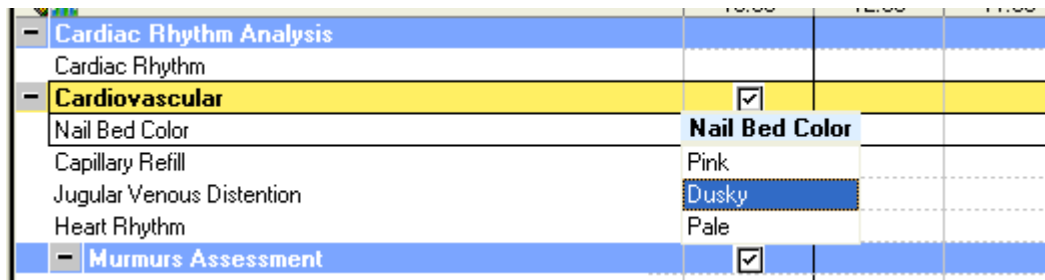 Cardiac Rhythm Analysis
Cardiac Rhythm
Cardiovascular
Nail Bed Color
Nail Bed Color
Capillary Refill
Pink
Jugular Venous Distention
Dusky
Heart Rhythm
Pale
Murmurs Assessment